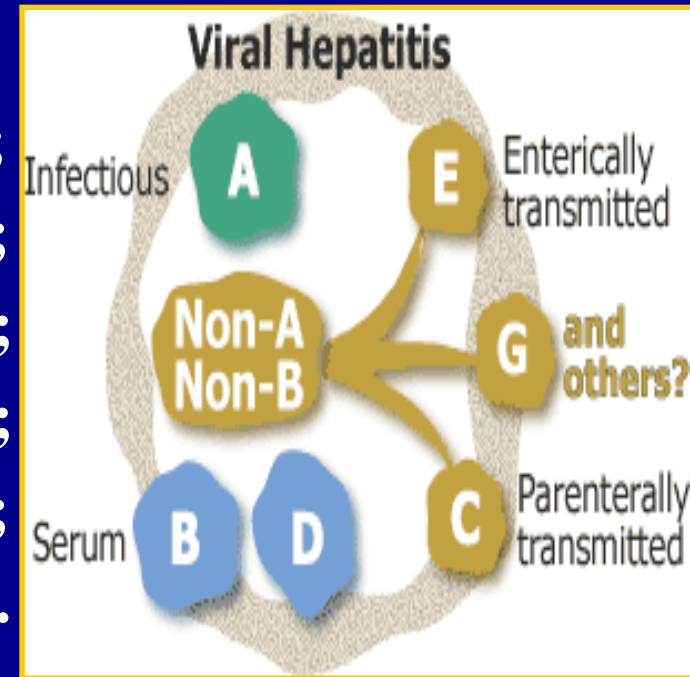 ;
;
;
;
;
.
Viral Hepatitis
Infectious
A
E
Enterically
transmitted
Non-A
Non-B
G
and
others?
Serum
B
D
C
Parenterally
transmitted